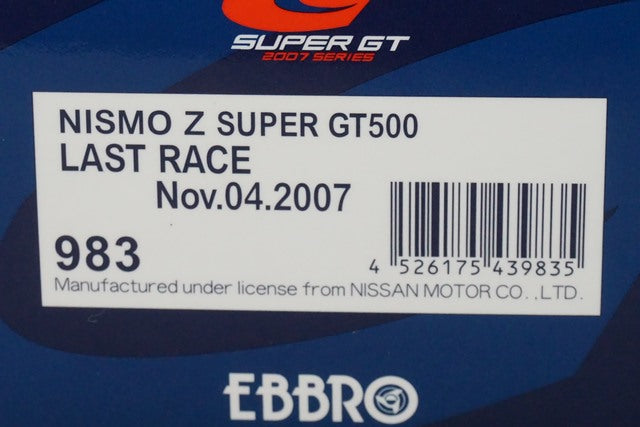 SUPER GT
2007 SERIES
NISMO Z SUPER GT500
LAST RACE
Nov.04.2007
983
4 526175 439835
Manufactured under license from NISSAN MOTOR CO.,LTD.
EBBRO